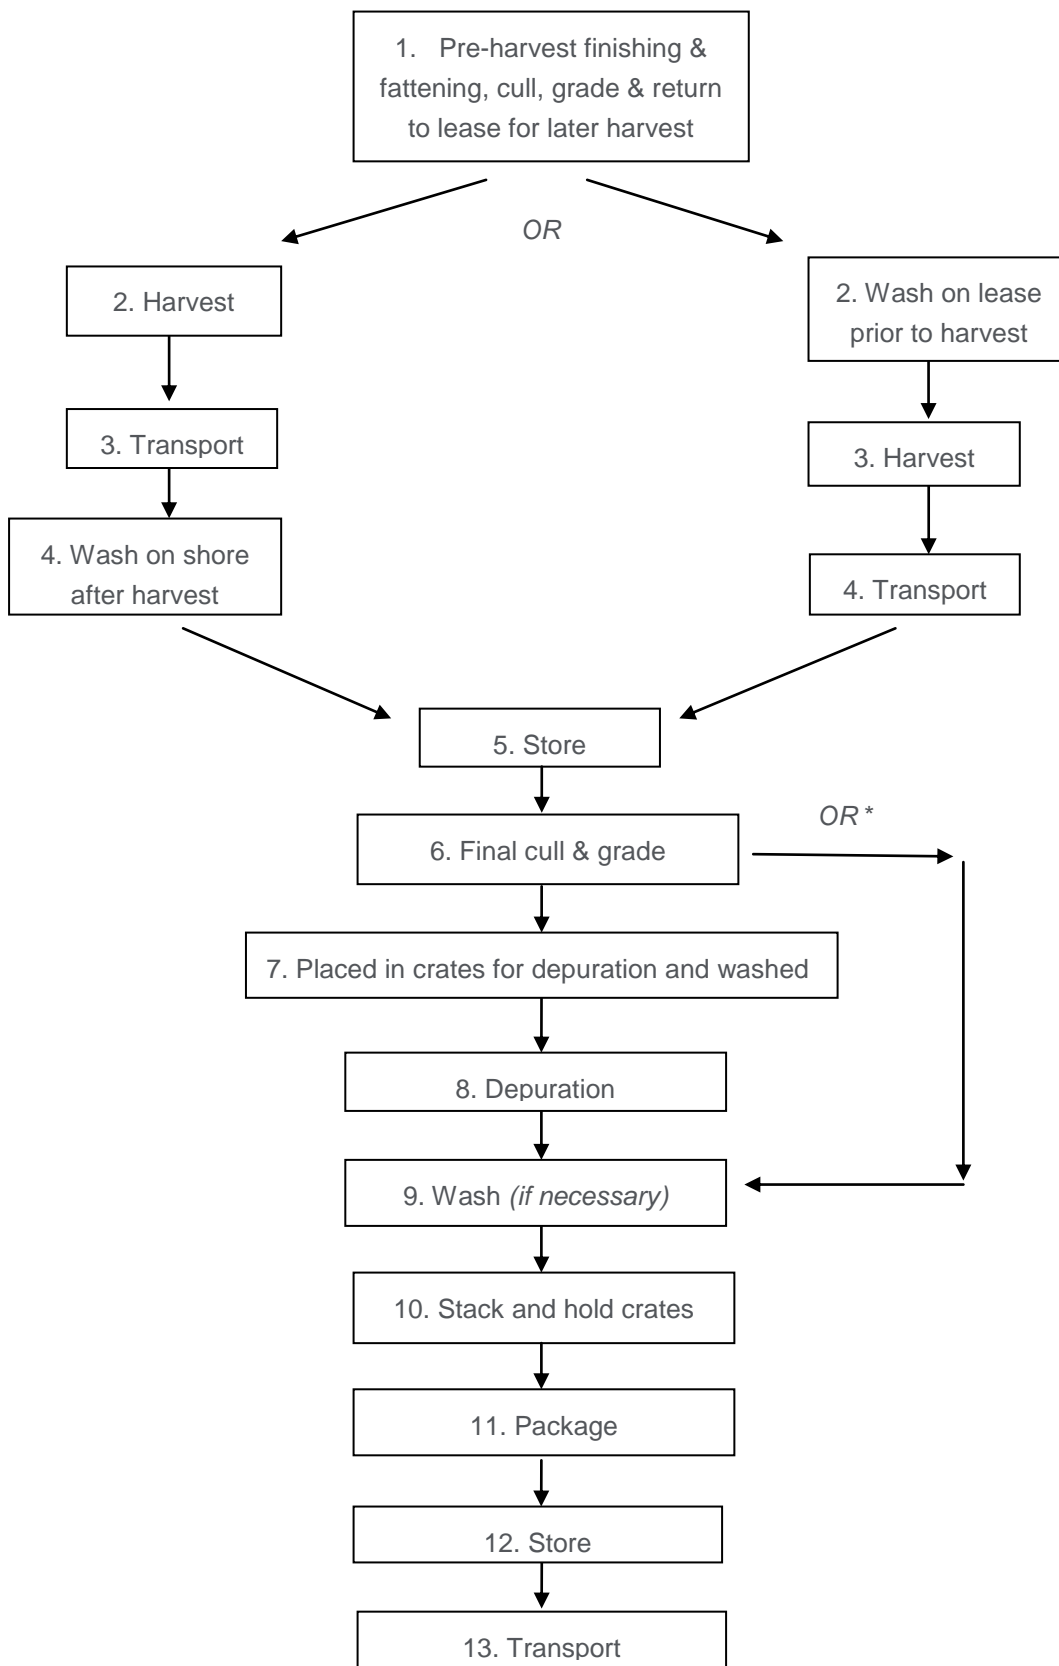 1. Pre-harvest finishing &
fattening, cull, grade & return
to lease for later harvest
OR
2. Harvest
3. Transport
4. Wash on shore
after harvest
2. Wash on lease
prior to harvest
3. Harvest
4. Transport
5. Store
6. Final cull & grade
OR *
7. Placed in crates for depuration and washed
8. Depuration
9. Wash (if necessary)
10. Stack and hold crates
11. Package
12. Store
13. Transport